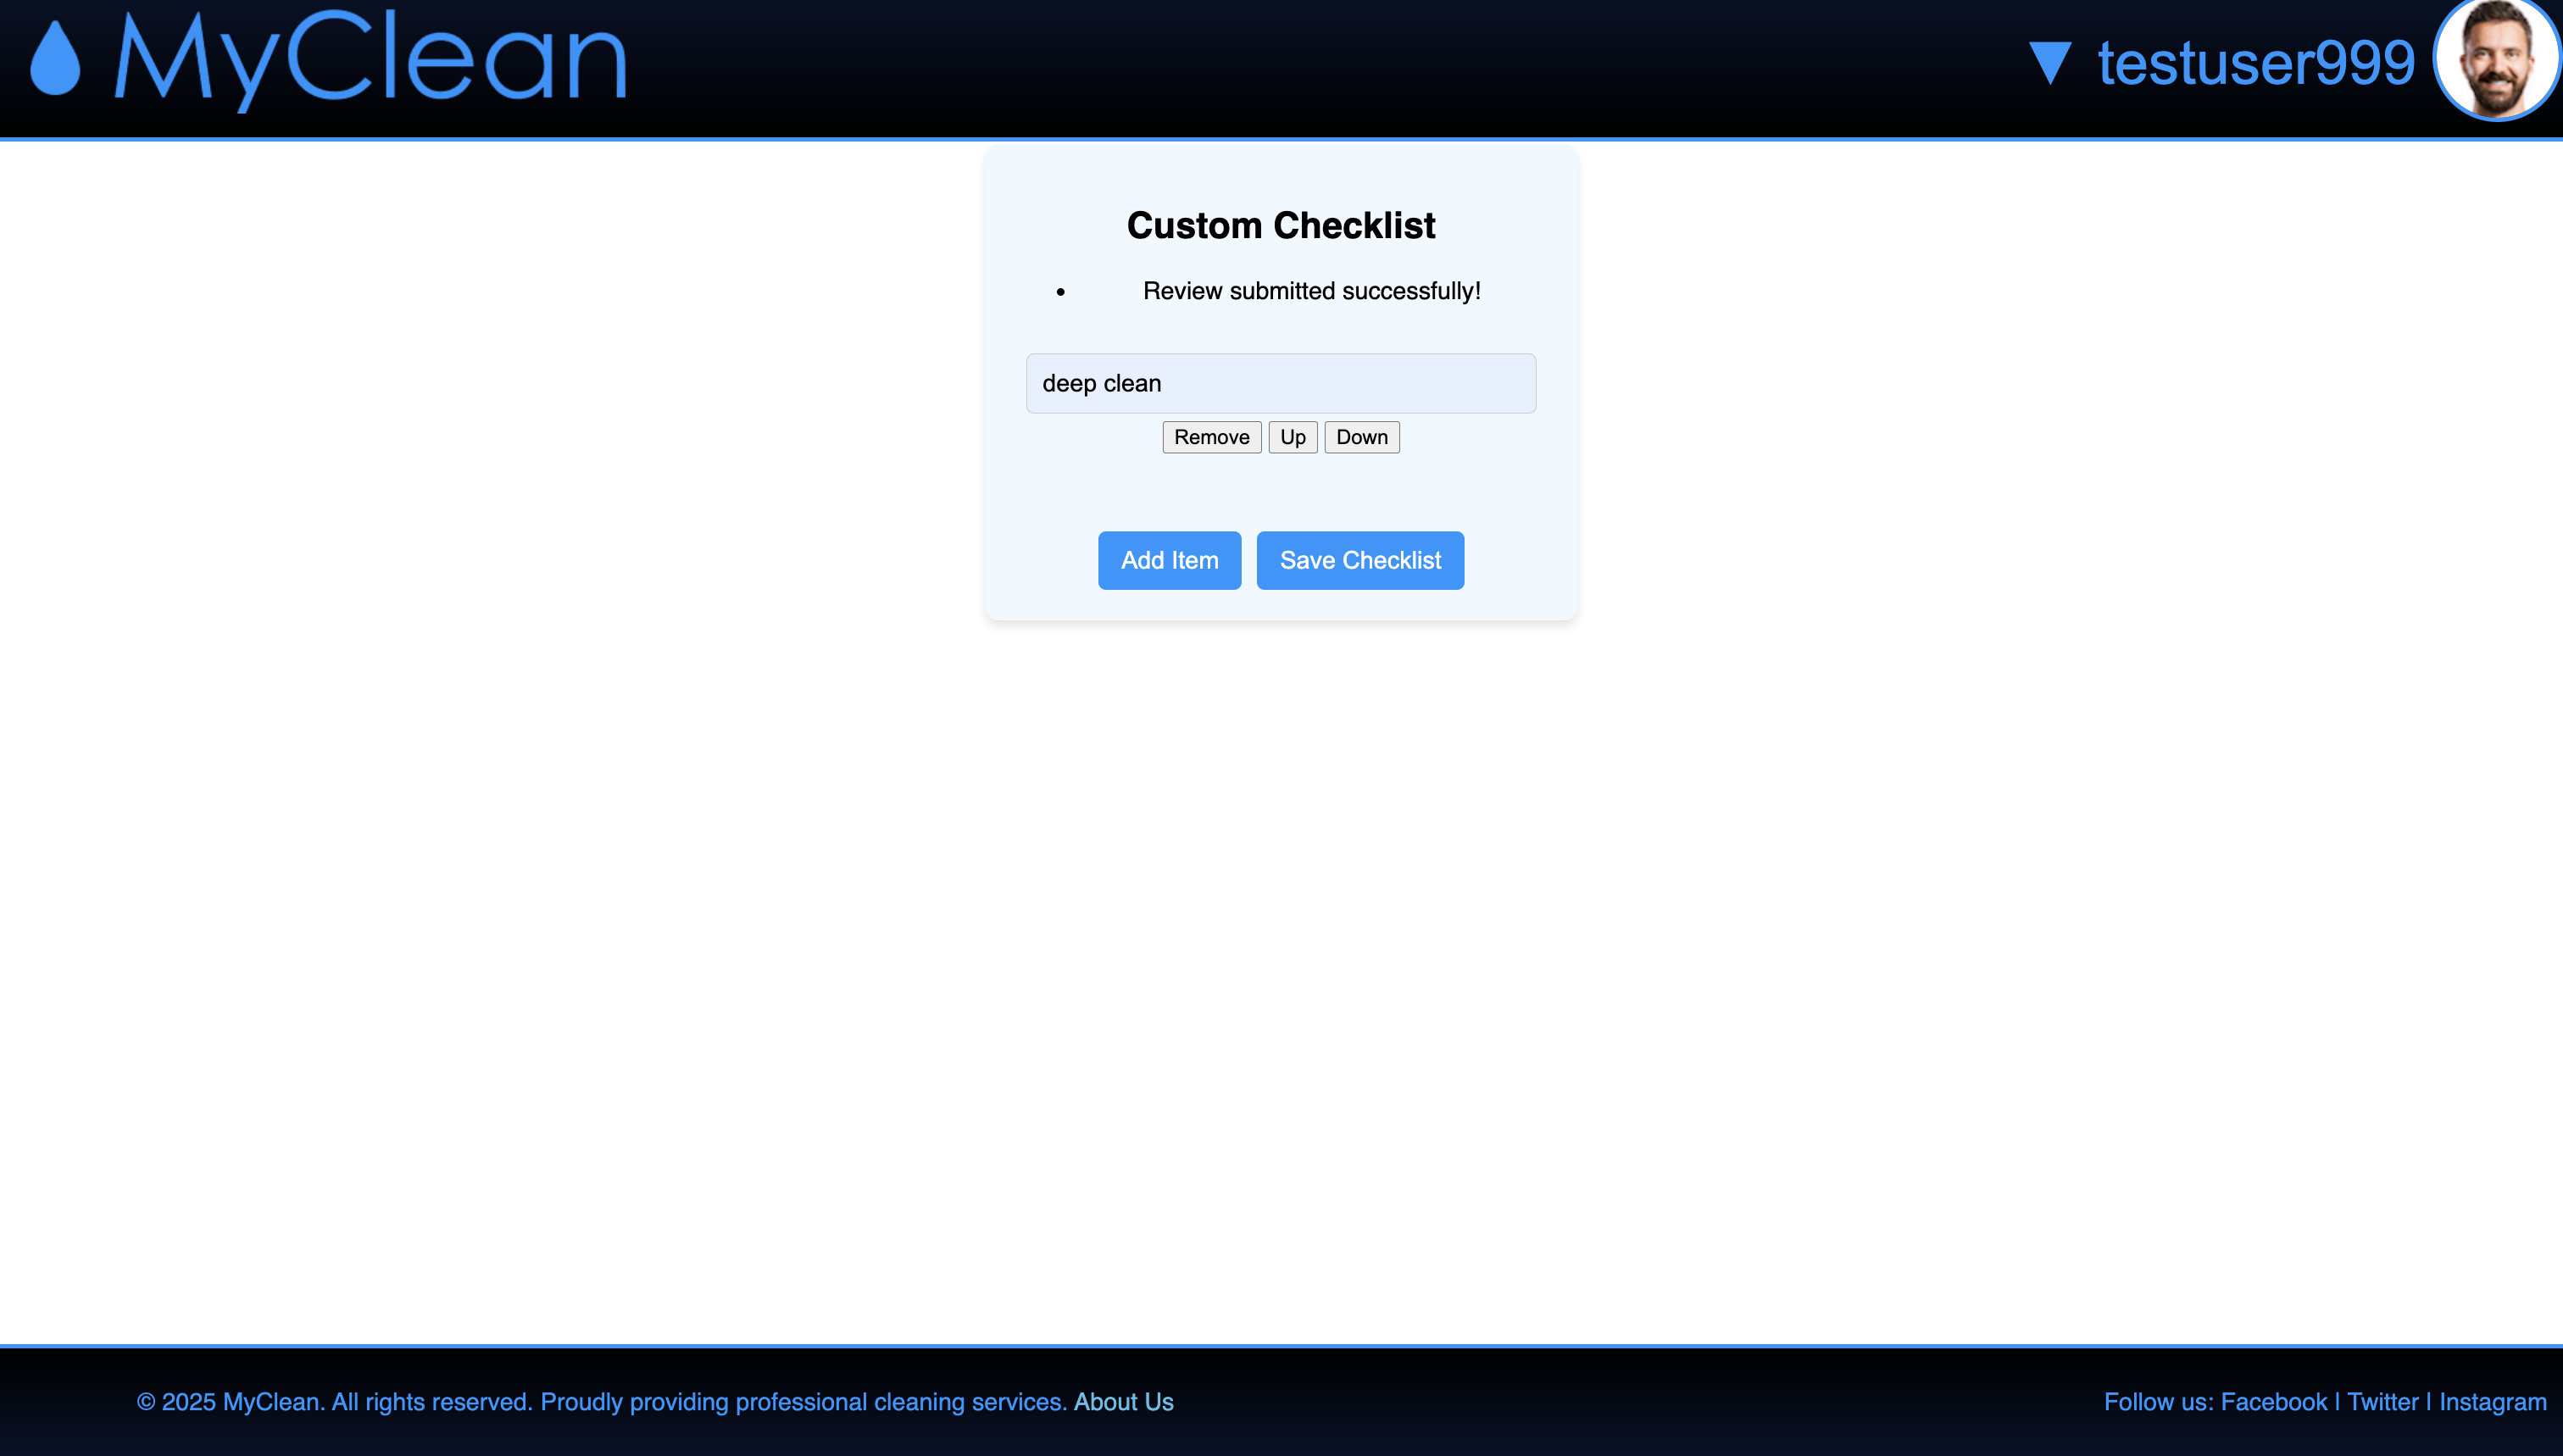 MyClean
▼ testuser999
Custom Checklist
• Review submitted successfully!
deep clean
Remove Up Down
Add Item Save Checklist
© 2025 MyClean. All rights reserved. Proudly providing professional cleaning services. About Us
Follow us: Facebook | Twitter | Instagram